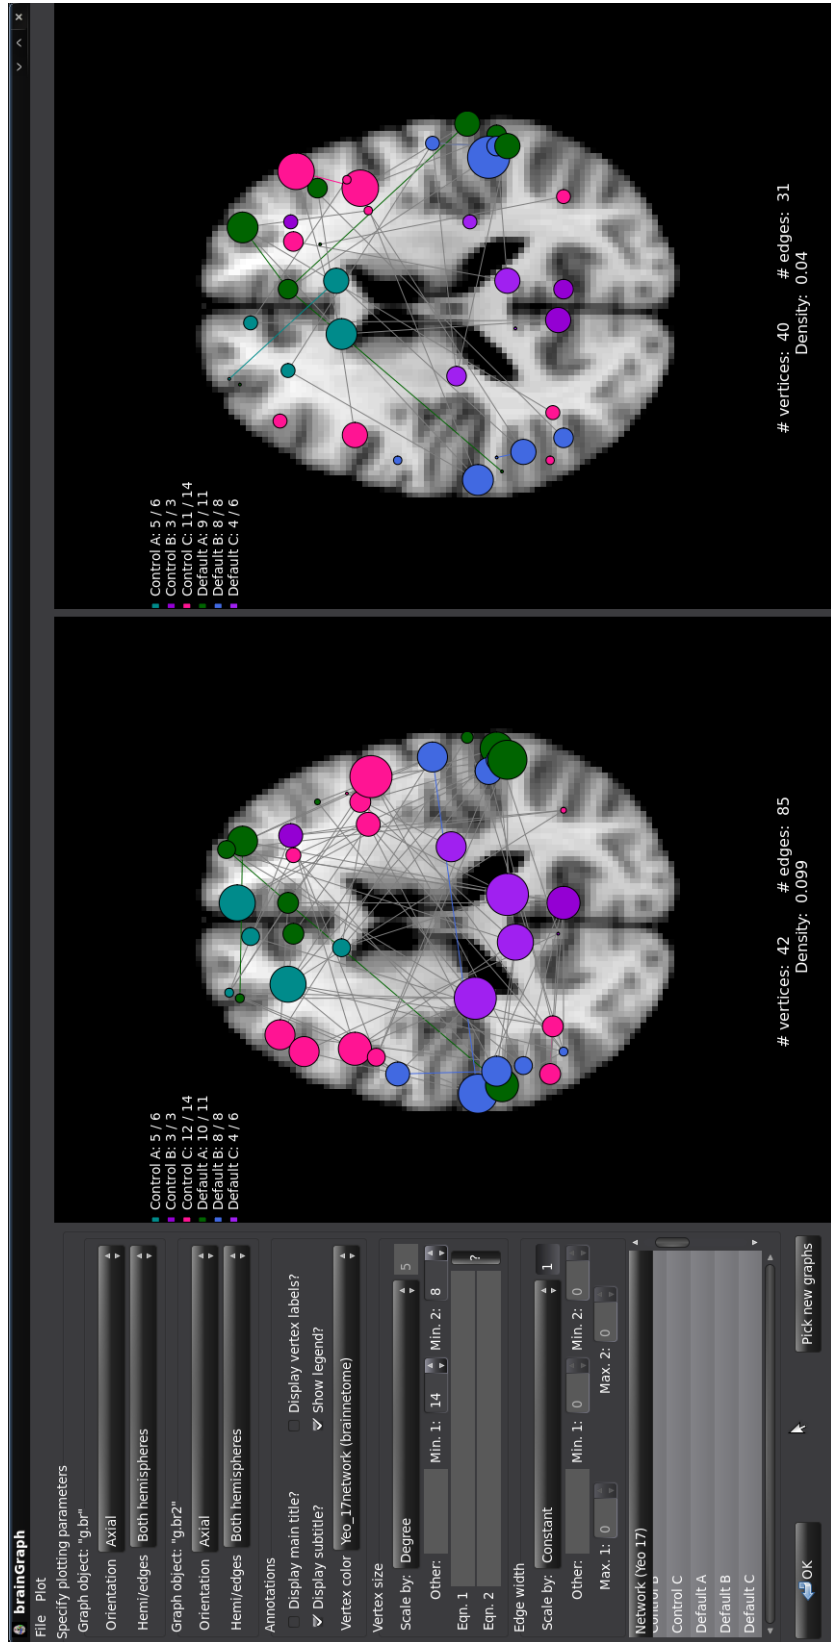 brainGraph
File Plot
Specify plotting parameters
Graph object: "g.br"
Orientation Axial
Hemi/edges Both hemispheres
Graph object: "g.br2"
Orientation Axial
Hemi/edges Both hemispheres
Annotations
Display main title? Display vertex labels?
Display subtitle? Show legend?
Vertex color Yeo_17network (brainnetome)
Vertex size
Scale by: Degree 5
Other: Min. 1: 14 Min. 2: 8
Eqn. 1
Eqn. 2 ?
Edge width
Scale by: Constant 1
Other: Min. 1: 0 Min. 2: 0
Max. 1: 0 Max. 2: 0
Network (Yeo 17)
Control B
Control C
Default A
Default B
Default C
OK Pick new graphs
Control A: 5 / 6
Control B: 3 / 3
Control C: 12 / 14
Default A: 10 / 11
Default B: 8 / 8
Default C: 4 / 6
# vertices: 42 # edges: 85
Density: 0.099
Control A: 5 / 6
Control B: 3 / 3
Control C: 11 / 14
Default A: 9 / 11
Default B: 8 / 8
Default C: 4 / 6
# vertices: 40 # edges: 31
Density: 0.04